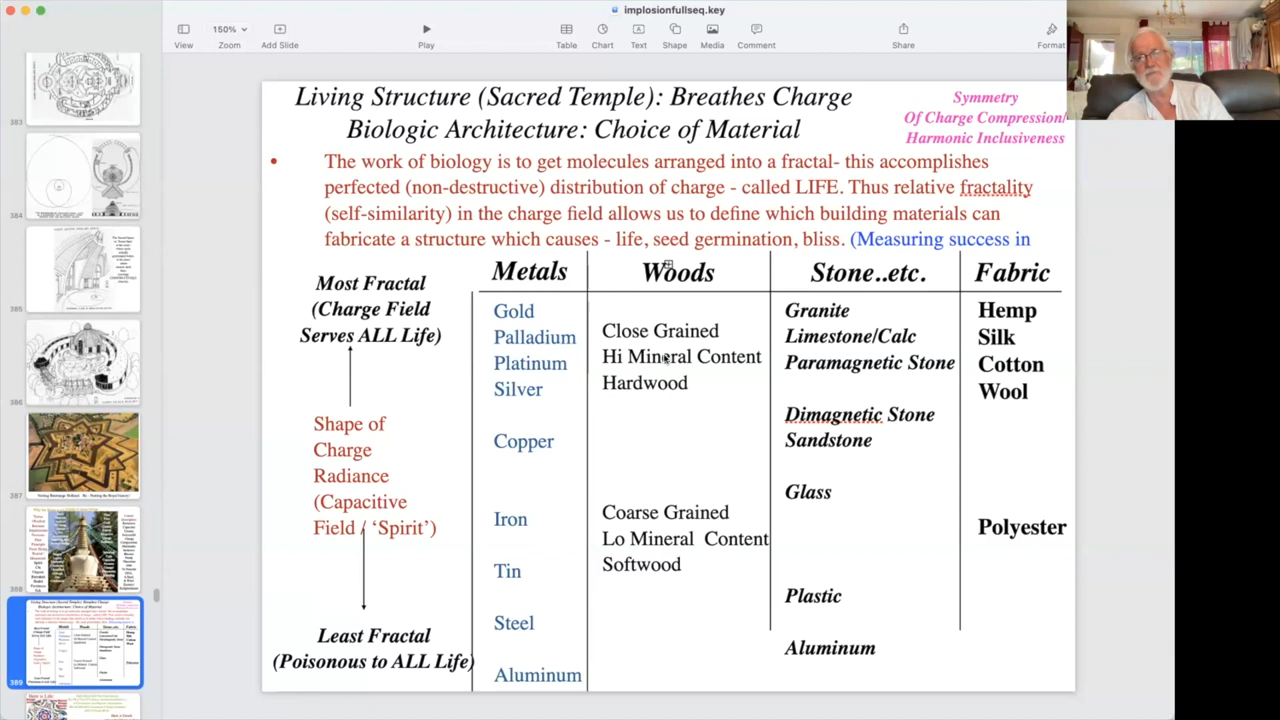 implosionfullseq.key
150%
View
Zoom
Add Slide
Play
Table
Chart
Text
Shape
Media
Comment
Share
Format
383
384
385
386
387
388
389
Living Structure (Sacred Temple): Breathes Charge
Biologic Architecture: Choice of Material
Symmetry
Of Charge Compression/
Harmonic Inclusiveness
• The work of biology is to get molecules arranged into a fractal- this accomplishes
perfected (non-destructive) distribution of charge - called LIFE. Thus relative fractality
(self-similarity) in the charge field allows us to define which building materials can
fabricate a structure which causes - life, seed germination, bliss. (Measuring success in
Most Fractal
(Charge Field
Serves ALL Life)
Shape of
Charge
Radiance
(Capacitive
Field / ‘Spirit’)
Least Fractal
(Poisonous to ALL Life)
Metals
Gold
Palladium
Platinum
Silver
Copper
Iron
Tin
Steel
Aluminum
Woods
Close Grained
Hi Mineral Content
Hardwood
Coarse Grained
Lo Mineral Content
Softwood
Stone..etc.
Granite
Limestone/Calc
Paramagnetic Stone
Dimagnetic Stone
Sandstone
Glass
Plastic
Aluminum
Fabric
Hemp
Silk
Cotton
Wool
Polyester